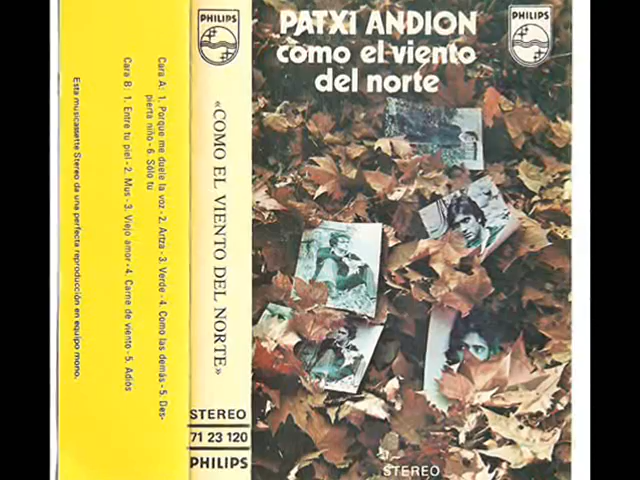 PHILIPS
PATXI ANDION
como el viento
del norte
PHILIPS
«COMO EL VIENTO DEL NORTE»
STEREO
71 23 120
PHILIPS
STEREO
Cara A: 1. Porque me duele la voz - 2. Artza - 3. Verde - 4. Como las demás - 5. Des-
pierta niño - 6. Sólo tu
Cara B: 1. Entre tu piel - 2. Mus - 3. Viejo amor - 4. Carne de viento - 5. Adiós
Esta musicassette Stereo da una perfecta reproducción en equipo mono.